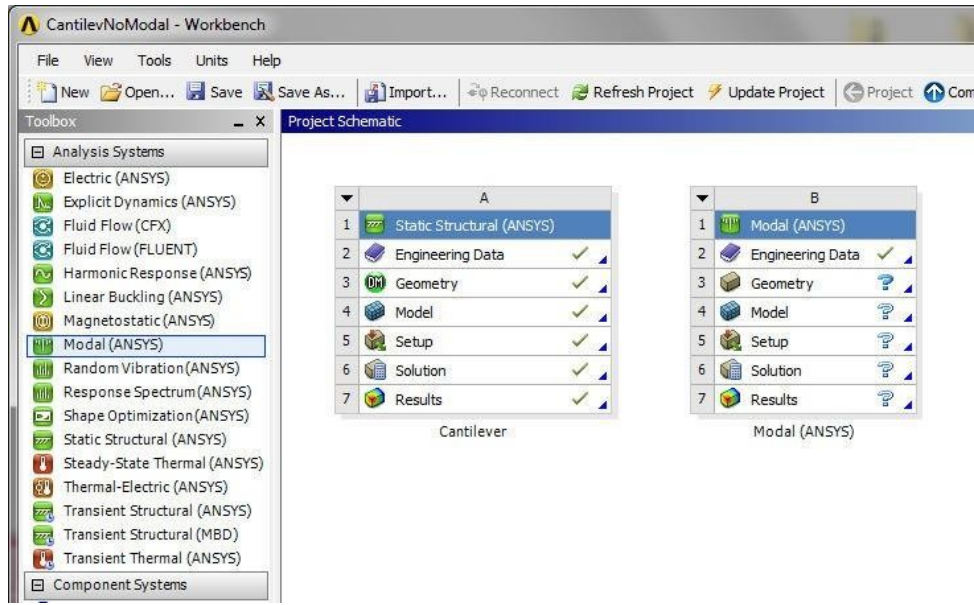 CantilevNoModal - Workbench
File View Tools Units Help
New Open... Save Save As... Import... Reconnect Refresh Project Update Project Project Com
Toolbox
Analysis Systems
Electric (ANSYS)
Explicit Dynamics (ANSYS)
Fluid Flow (CFX)
Fluid Flow (FLUENT)
Harmonic Response (ANSYS)
Linear Buckling (ANSYS)
Magnetostatic (ANSYS)
Modal (ANSYS)
Random Vibration (ANSYS)
Response Spectrum (ANSYS)
Shape Optimization (ANSYS)
Static Structural (ANSYS)
Steady-State Thermal (ANSYS)
Thermal-Electric (ANSYS)
Transient Structural (ANSYS)
Transient Structural (MBD)
Transient Thermal (ANSYS)
Component Systems
Project Schematic
A
1 Static Structural (ANSYS)
2 Engineering Data
3 DM Geometry
4 Model
5 Setup
6 Solution
7 Results
Cantilever
B
1 Modal (ANSYS)
2 Engineering Data
3 Geometry ?
4 Model ?
5 Setup ?
6 Solution ?
7 Results ?
Modal (ANSYS)